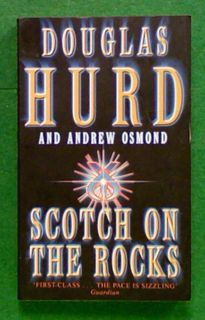 DOUGLAS
HURD
AND ANDREW OSMOND
SCOTCH ON
THE ROCKS
'FIRST-CLASS . . . THE PACE IS SIZZLING'
Guardian